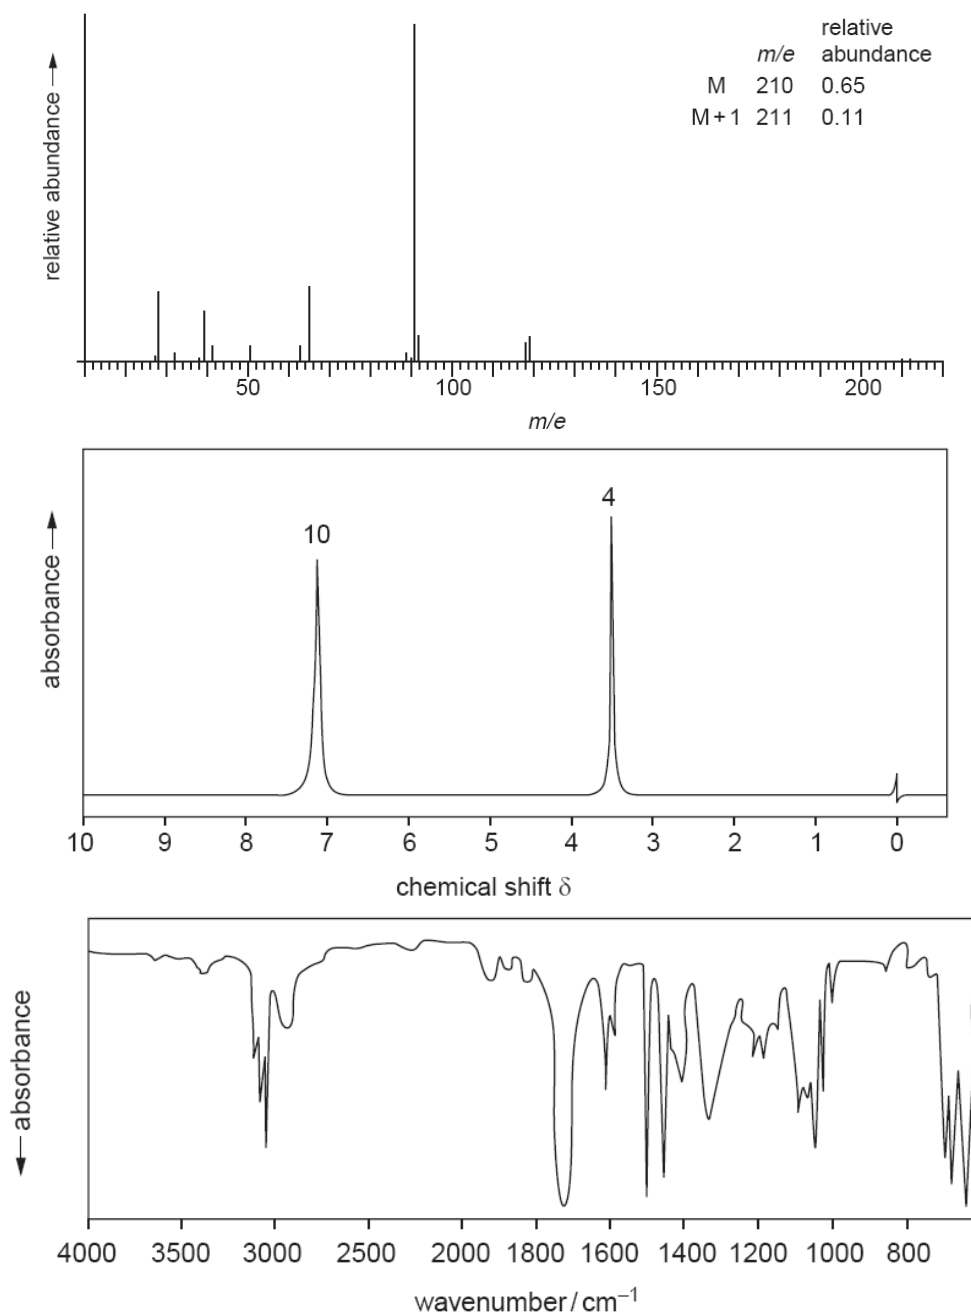 relative
m/e abundance
M 210 0.65
M + 1 211 0.11
relative abundance
50 100 150 200
m/e
absorbance
10
4
10 9 8 7 6 5 4 3 2 1 0
chemical shift δ
absorbance
4000 3500 3000 2500 2000 1800 1600 1400 1200 1000 800
wavenumber / cm⁻¹